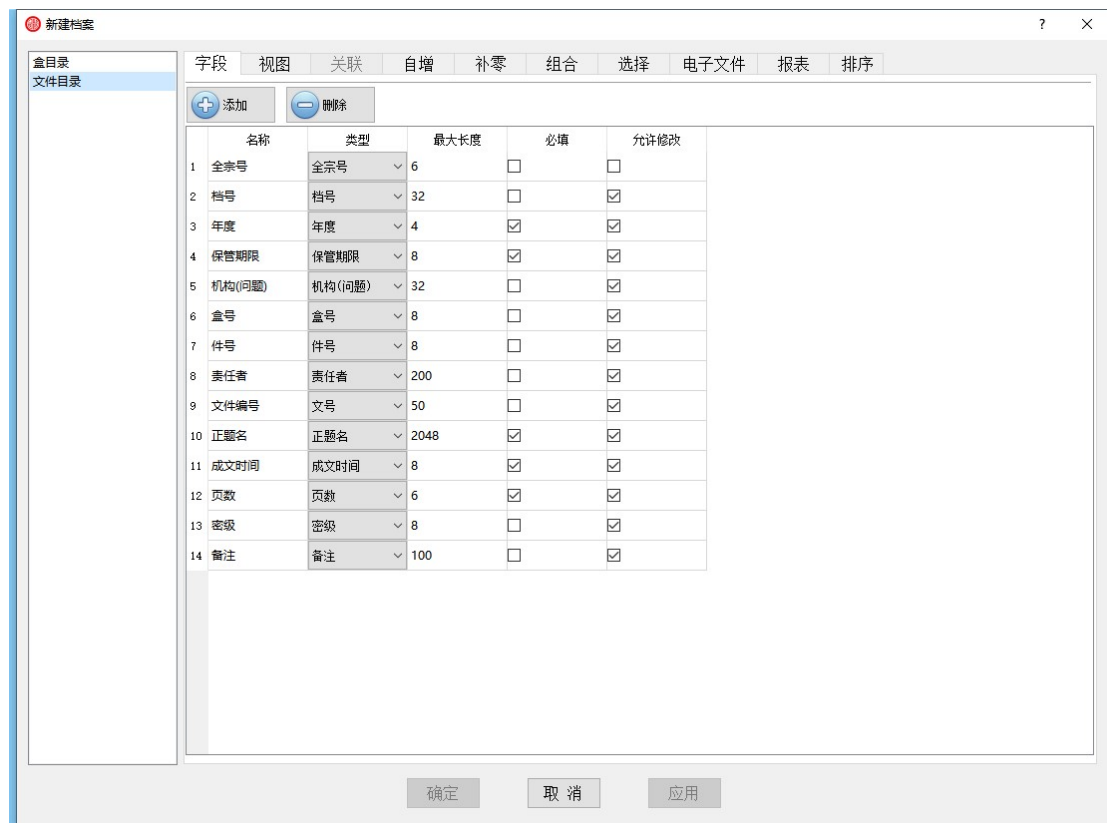 新建档案 ?
盒目录
文件目录
字段 视图 关联 自增 补零 组合 选择 电子文件 报表 排序
添加 删除
名称 类型 最大长度 必填 允许修改
1 全宗号 全宗号 6
2 档号 档号 32
3 年度 年度 4
4 保管期限 保管期限 8
5 机构(问题) 机构(问题) 32
6 盒号 盒号 8
7 件号 件号 8
8 责任者 责任者 200
9 文件编号 文号 50
10 正题名 正题名 2048
11 成文时间 成文时间 8
12 页数 页数 6
13 密级 密级 8
14 备注 备注 100
确定 取消 应用